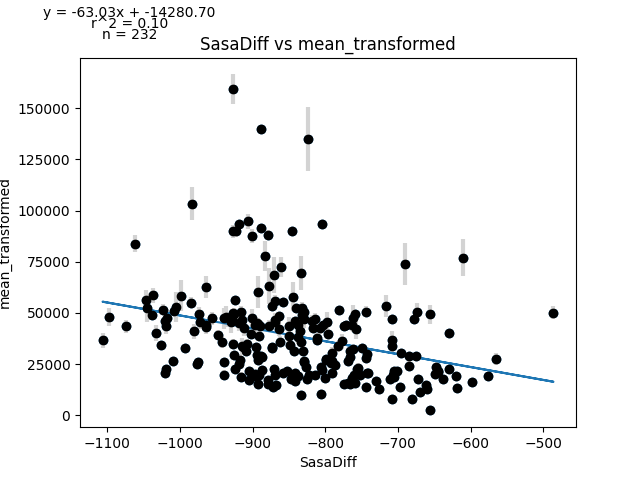 y = -63.03x + -14280.70
r^2 = 0.10
n = 232
SasaDiff vs mean_transformed
150000
125000
100000
75000
50000
25000
0
mean_transformed
−1100 −1000 −900 −800 −700 −600 −500
SasaDiff